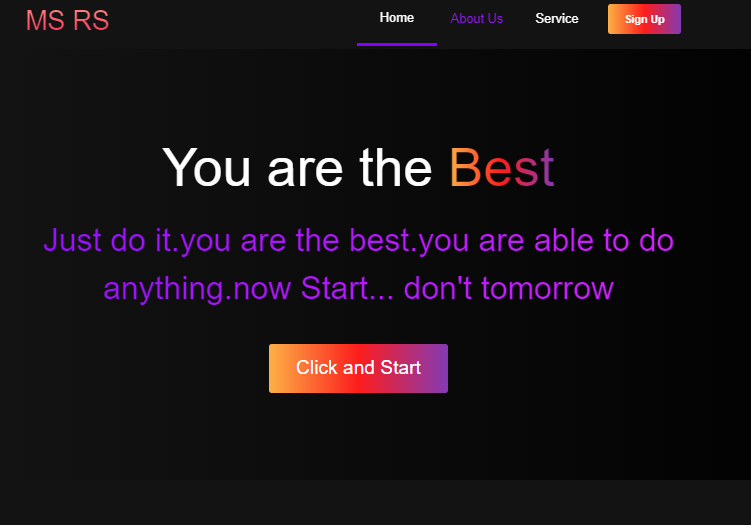 MS RS
Home
About Us
Service
Sign Up
You are the Best
Just do it.you are the best.you are able to do
anything.now Start... don't tomorrow
Click and Start